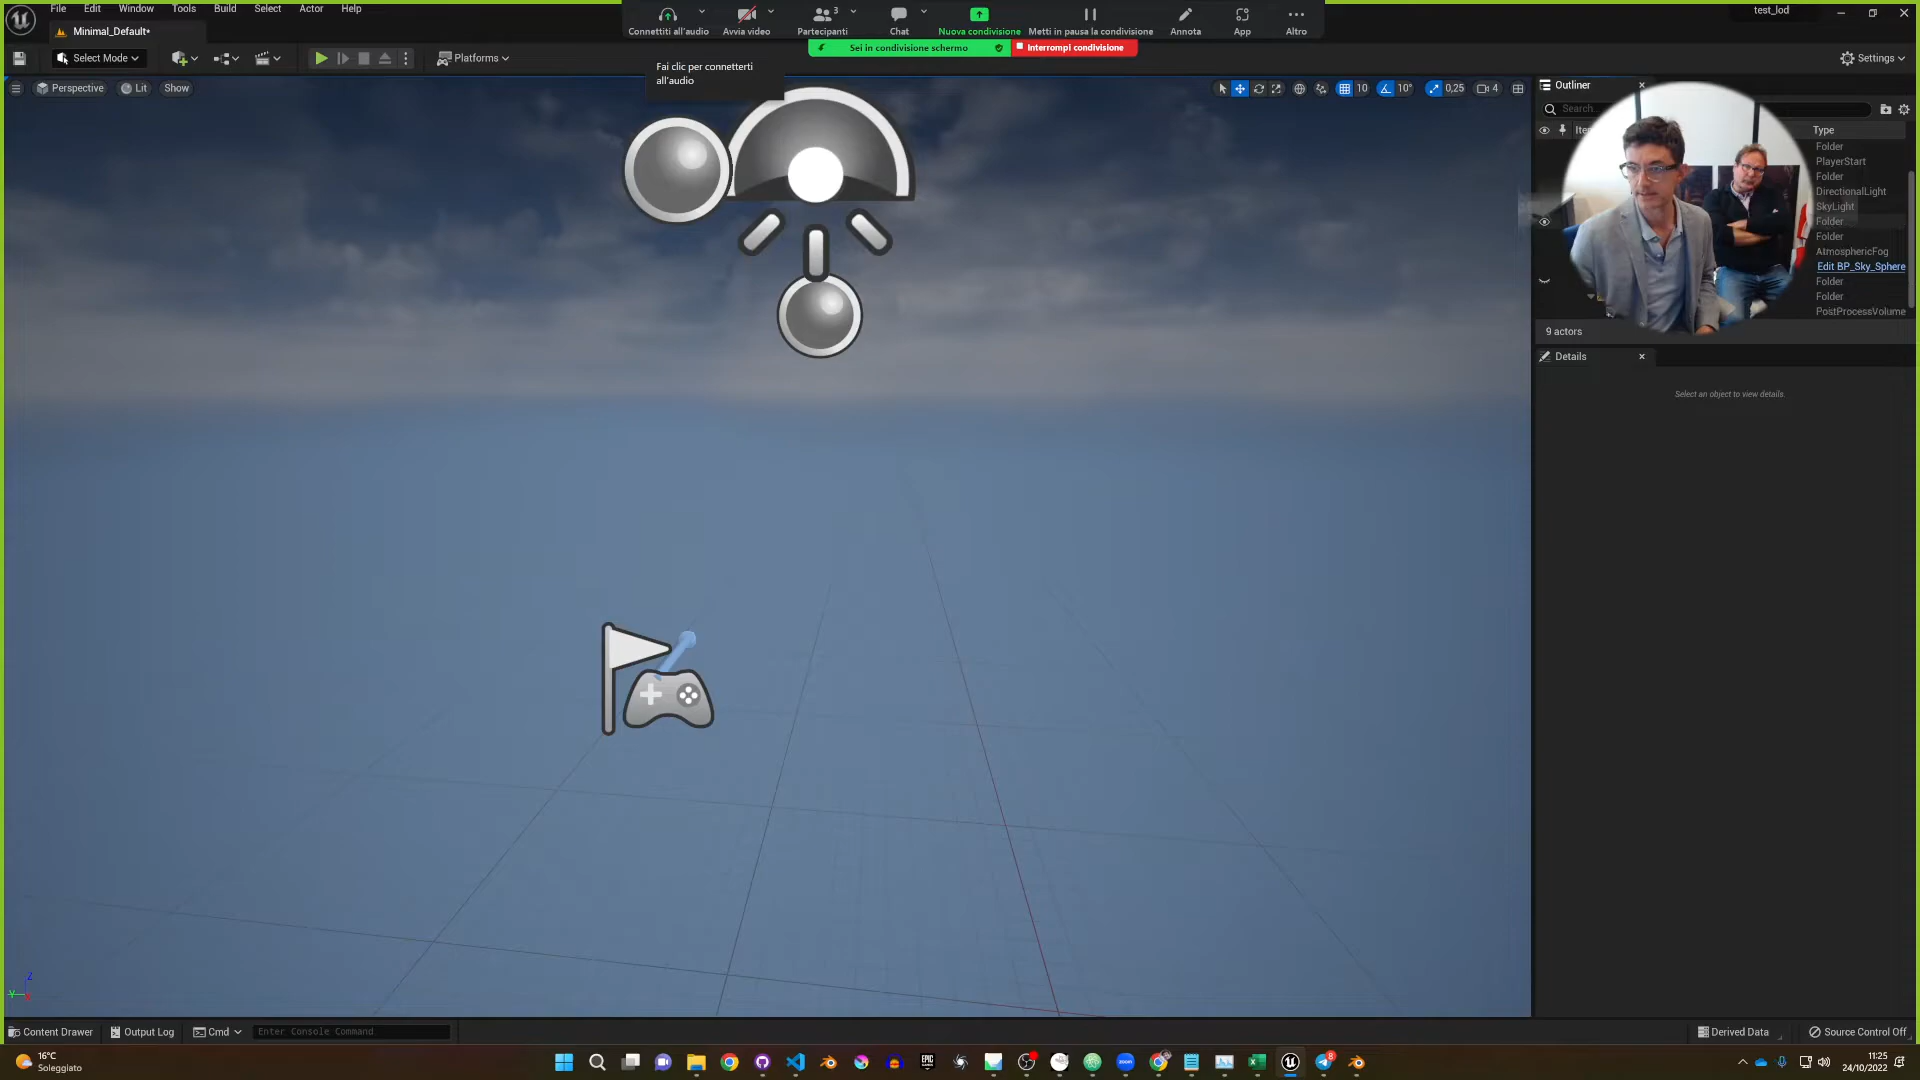 File Edit Window Tools Build Select Actor Help
test_lod
Minimal_Default*
3
Connettiti all'audio Avvia video Partecipanti Chat Nuova condivisione Metti in pausa la condivisione Annota App Altro
Sei in condivisione schermo Interrompi condivisione
Select Mode Platforms Settings
Fai clic per connetterti
all'audio
Perspective Lit Show
10 10° 0,25 4
Outliner
Search...
Type
Folder
PlayerStart
Folder
DirectionalLight
SkyLight
Folder
Folder
AtmosphericFog
Edit BP_Sky_Sphere
Folder
Folder
PostProcessVolume
9 actors
Details
Select an object to view details.
Z
Y
Content Drawer Output Log Cmd Enter Console Command
Derived Data Source Control Off
16°C
Soleggiato
EPIC
zoom
8
11:25
24/10/2022